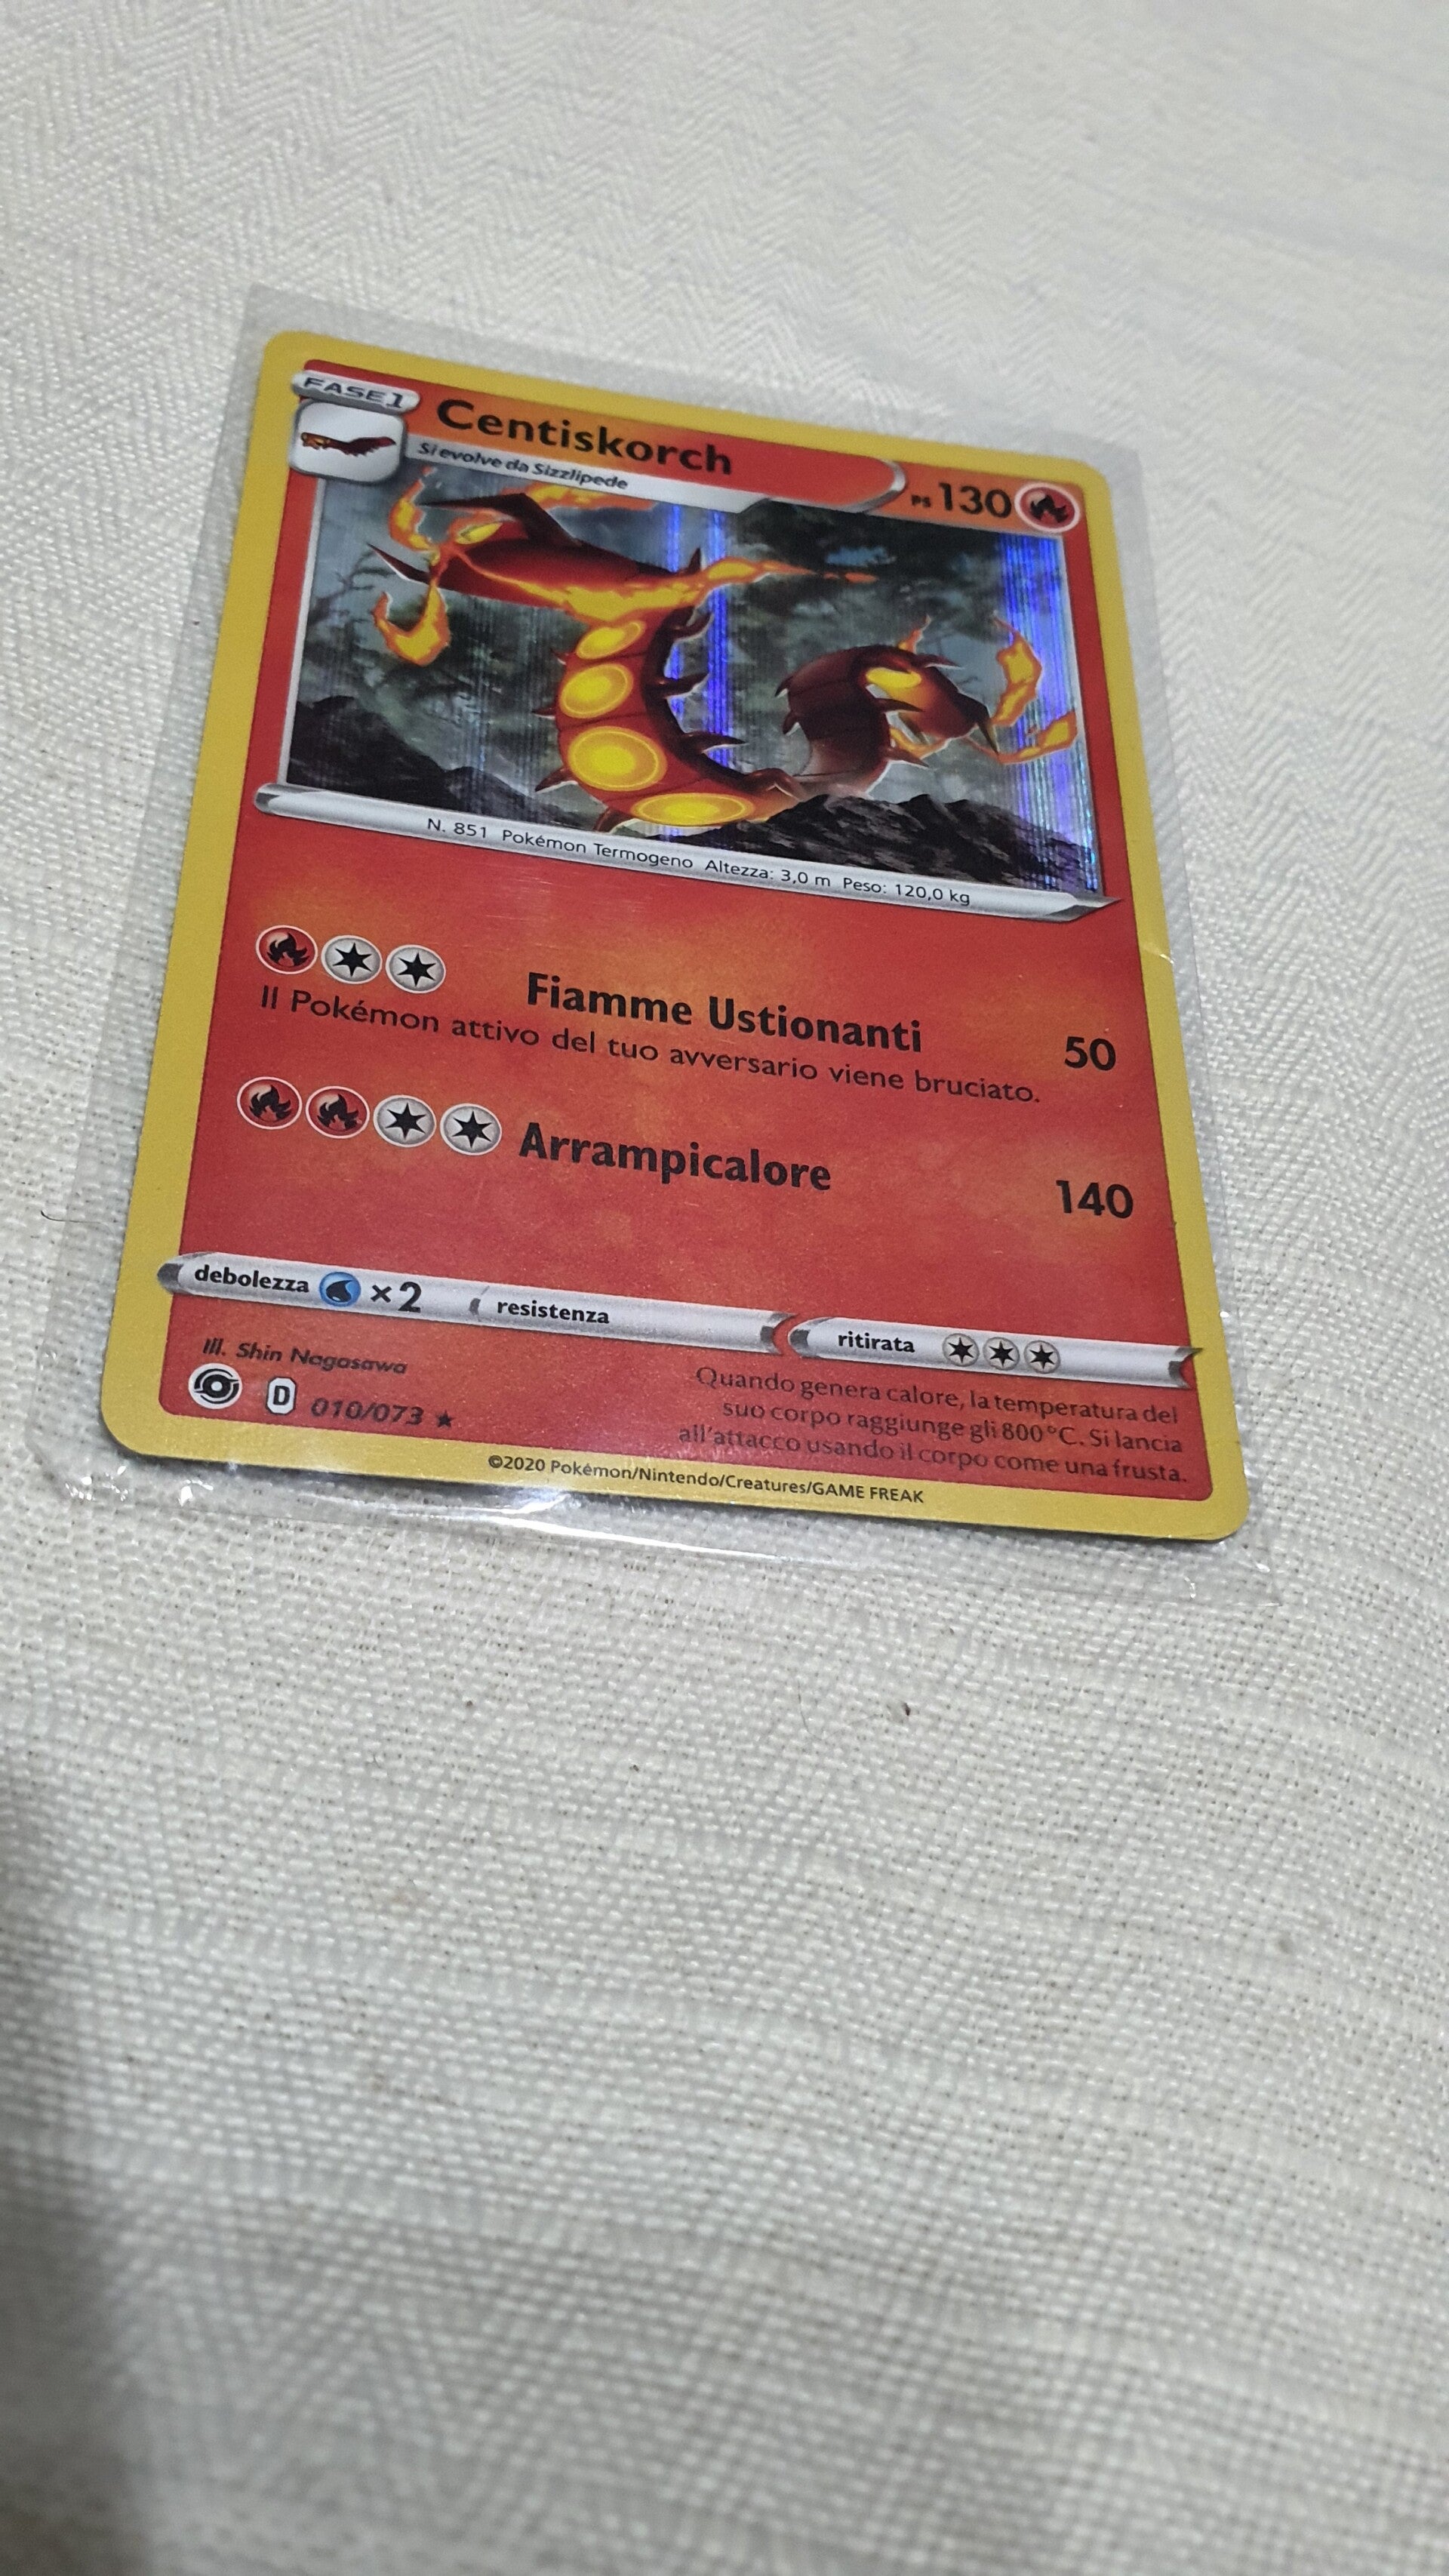 FASE 1
Centiskorch
PS 130
Si evolve da Sizzlipede
N. 851 Pokémon Termogeno Altezza: 3,0 m Peso: 120,0 kg
Fiamme Ustionanti 50
Il Pokémon attivo del tuo avversario viene bruciato.
Arrampicalore 140
debolezza ×2 resistenza ritirata
Ill. Shin Nagasawa
D 010/073 ★
Quando genera calore, la temperatura del
suo corpo raggiunge gli 800 °C. Si lancia
all'attacco usando il corpo come una frusta.
©2020 Pokémon/Nintendo/Creatures/GAME FREAK